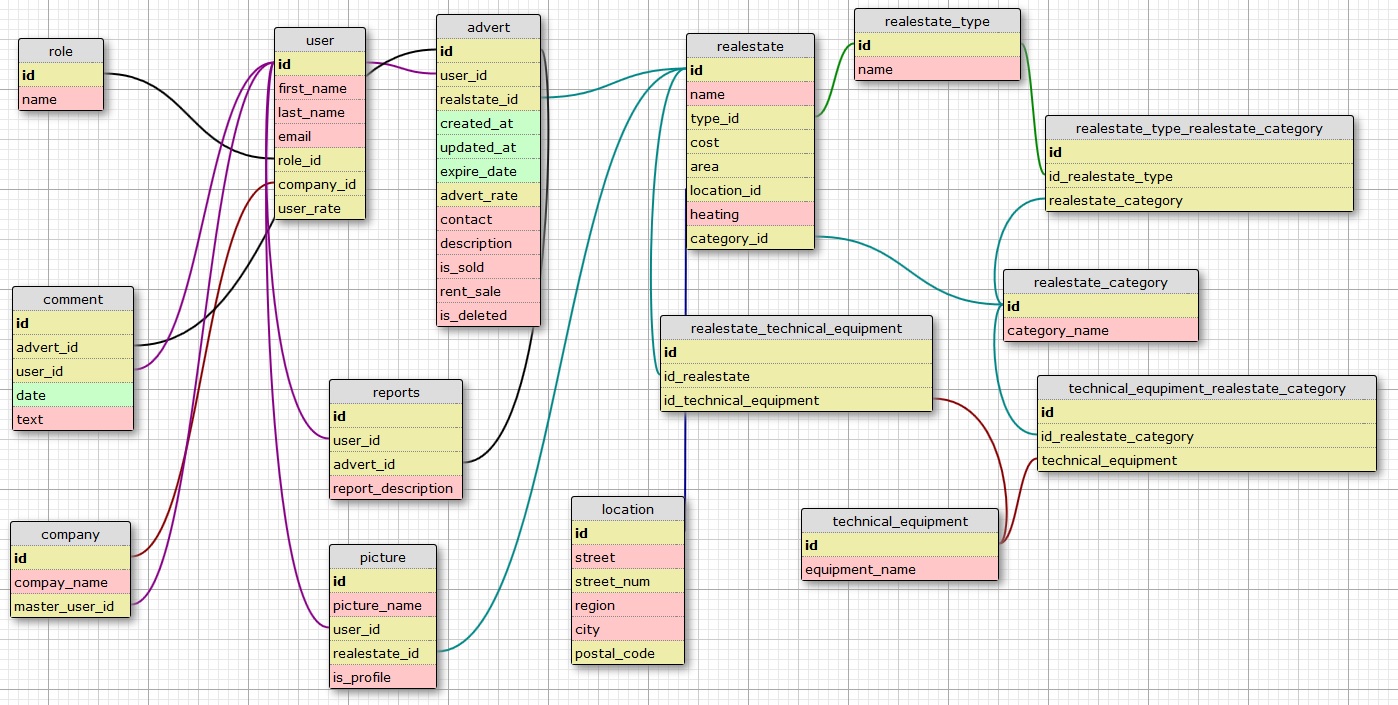 role
id
name
user
id
first_name
last_name
email
role_id
company_id
user_rate
advert
id
user_id
realstate_id
created_at
updated_at
expire_date
advert_rate
contact
description
is_sold
rent_sale
is_deleted
realestate
id
name
type_id
cost
area
location_id
heating
category_id
realestate_type
id
name
realestate_type_realestate_category
id
id_realestate_type
realestate_category
realestate_category
id
category_name
comment
id
advert_id
user_id
date
text
reports
id
user_id
advert_id
report_description
realestate_technical_equipment
id
id_realestate
id_technical_equipment
technical_equpiment_realestate_category
id
id_realestate_category
technical_equipment
company
id
compay_name
master_user_id
picture
id
picture_name
user_id
realestate_id
is_profile
location
id
street
street_num
region
city
postal_code
technical_equipment
id
equipment_name